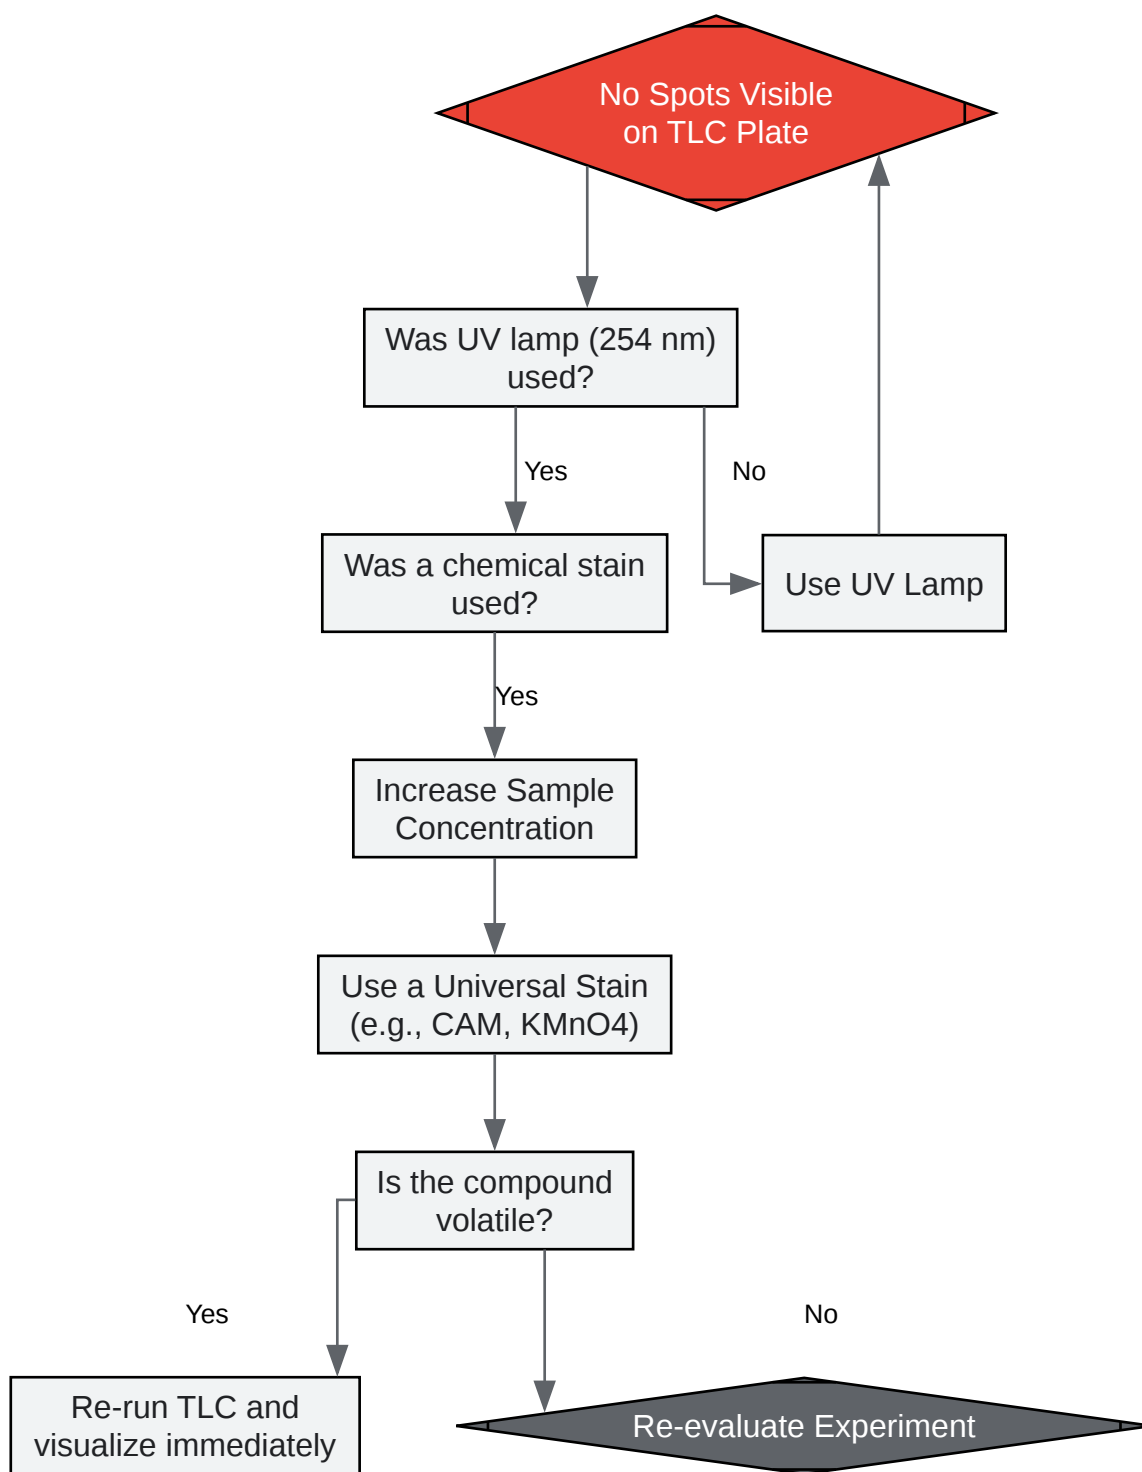 No Spots Visible
on TLC Plate
Was UV lamp (254 nm)
used?
Yes
No
Was a chemical stain
used?
Use UV Lamp
Yes
Increase Sample
Concentration
Use a Universal Stain
(e.g., CAM, KMnO4)
Is the compound
volatile?
Yes
No
Re-run TLC and
visualize immediately
Re-evaluate Experiment